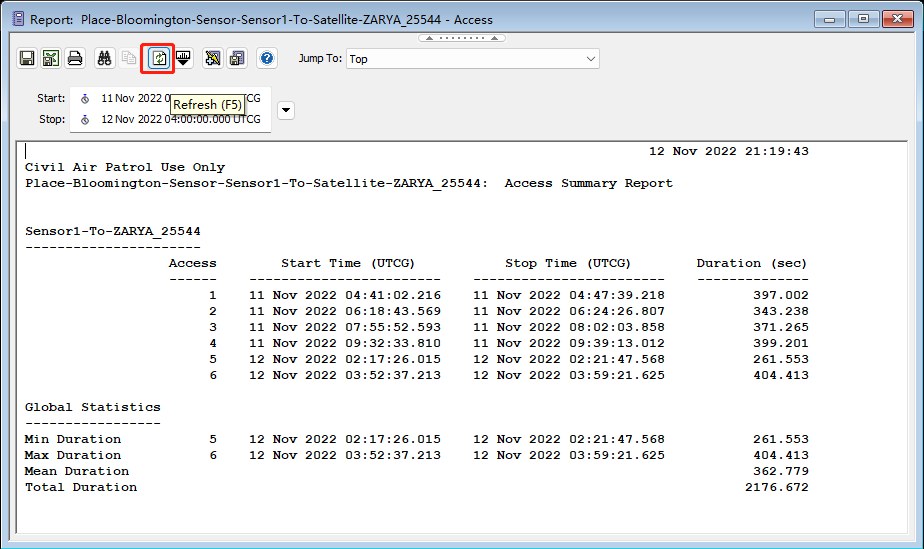 Report: Place-Bloomington-Sensor-Sensor1-To-Satellite-ZARYA_25544 - Access
Jump To: Top
Start: 11 Nov 2022 0 CG
Refresh (F5)
Stop: 12 Nov 2022 04:00:00.000 UTCG
12 Nov 2022 21:19:43
Civil Air Patrol Use Only
Place-Bloomington-Sensor-Sensor1-To-Satellite-ZARYA_25544: Access Summary Report
Sensor1-To-ZARYA_25544
----------------------
Access Start Time (UTCG) Stop Time (UTCG) Duration (sec)
------ ------------------------ ------------------------ --------------
1 11 Nov 2022 04:41:02.216 11 Nov 2022 04:47:39.218 397.002
2 11 Nov 2022 06:18:43.569 11 Nov 2022 06:24:26.807 343.238
3 11 Nov 2022 07:55:52.593 11 Nov 2022 08:02:03.858 371.265
4 11 Nov 2022 09:32:33.810 11 Nov 2022 09:39:13.012 399.201
5 12 Nov 2022 02:17:26.015 12 Nov 2022 02:21:47.568 261.553
6 12 Nov 2022 03:52:37.213 12 Nov 2022 03:59:21.625 404.413
Global Statistics
-----------------
Min Duration 5 12 Nov 2022 02:17:26.015 12 Nov 2022 02:21:47.568 261.553
Max Duration 6 12 Nov 2022 03:52:37.213 12 Nov 2022 03:59:21.625 404.413
Mean Duration 362.779
Total Duration 2176.672